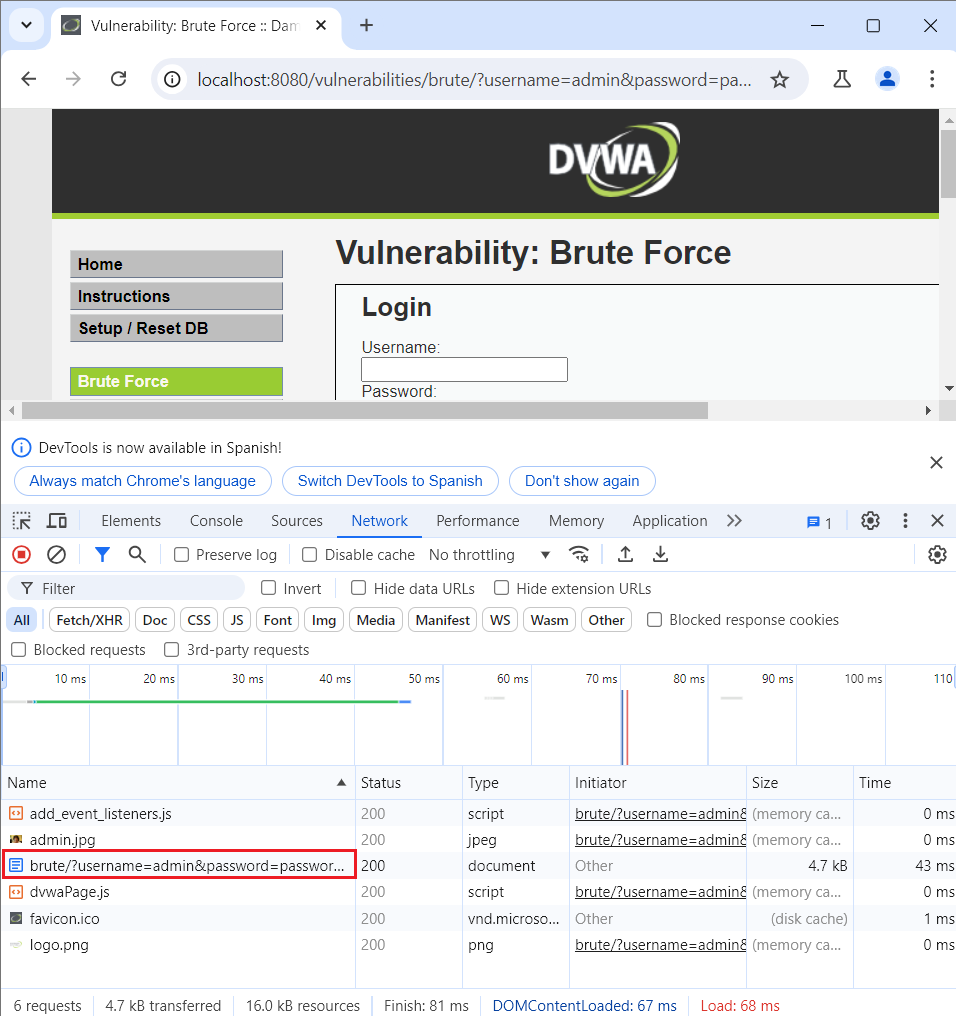 Vulnerability: Brute Force :: Dam
localhost:8080/vulnerabilities/brute/?username=admin&password=pa...
DVWA
Vulnerability: Brute Force
Home
Instructions
Setup / Reset DB
Brute Force
Login
Username:
Password:
DevTools is now available in Spanish!
Always match Chrome's language Switch DevTools to Spanish Don't show again
Elements Console Sources Network Performance Memory Application 1
Preserve log Disable cache No throttling
Filter Invert Hide data URLs Hide extension URLs
All Fetch/XHR Doc CSS JS Font Img Media Manifest WS Wasm Other Blocked response cookies
Blocked requests 3rd-party requests
10 ms 20 ms 30 ms 40 ms 50 ms 60 ms 70 ms 80 ms 90 ms 100 ms 110
Name Status Type Initiator Size Time
add_event_listeners.js 200 script brute/?username=admin& (memory ca... 0 ms
admin.jpg 200 jpeg brute/?username=admin& (memory ca... 0 ms
brute/?username=admin&password=passwor... 200 document Other 4.7 kB 43 ms
dvwaPage.js 200 script brute/?username=admin& (memory ca... 0 ms
favicon.ico 200 vnd.microso... Other (disk cache) 1 ms
logo.png 200 png brute/?username=admin& (memory ca... 0 ms
6 requests 4.7 kB transferred 16.0 kB resources Finish: 81 ms DOMContentLoaded: 67 ms Load: 68 ms